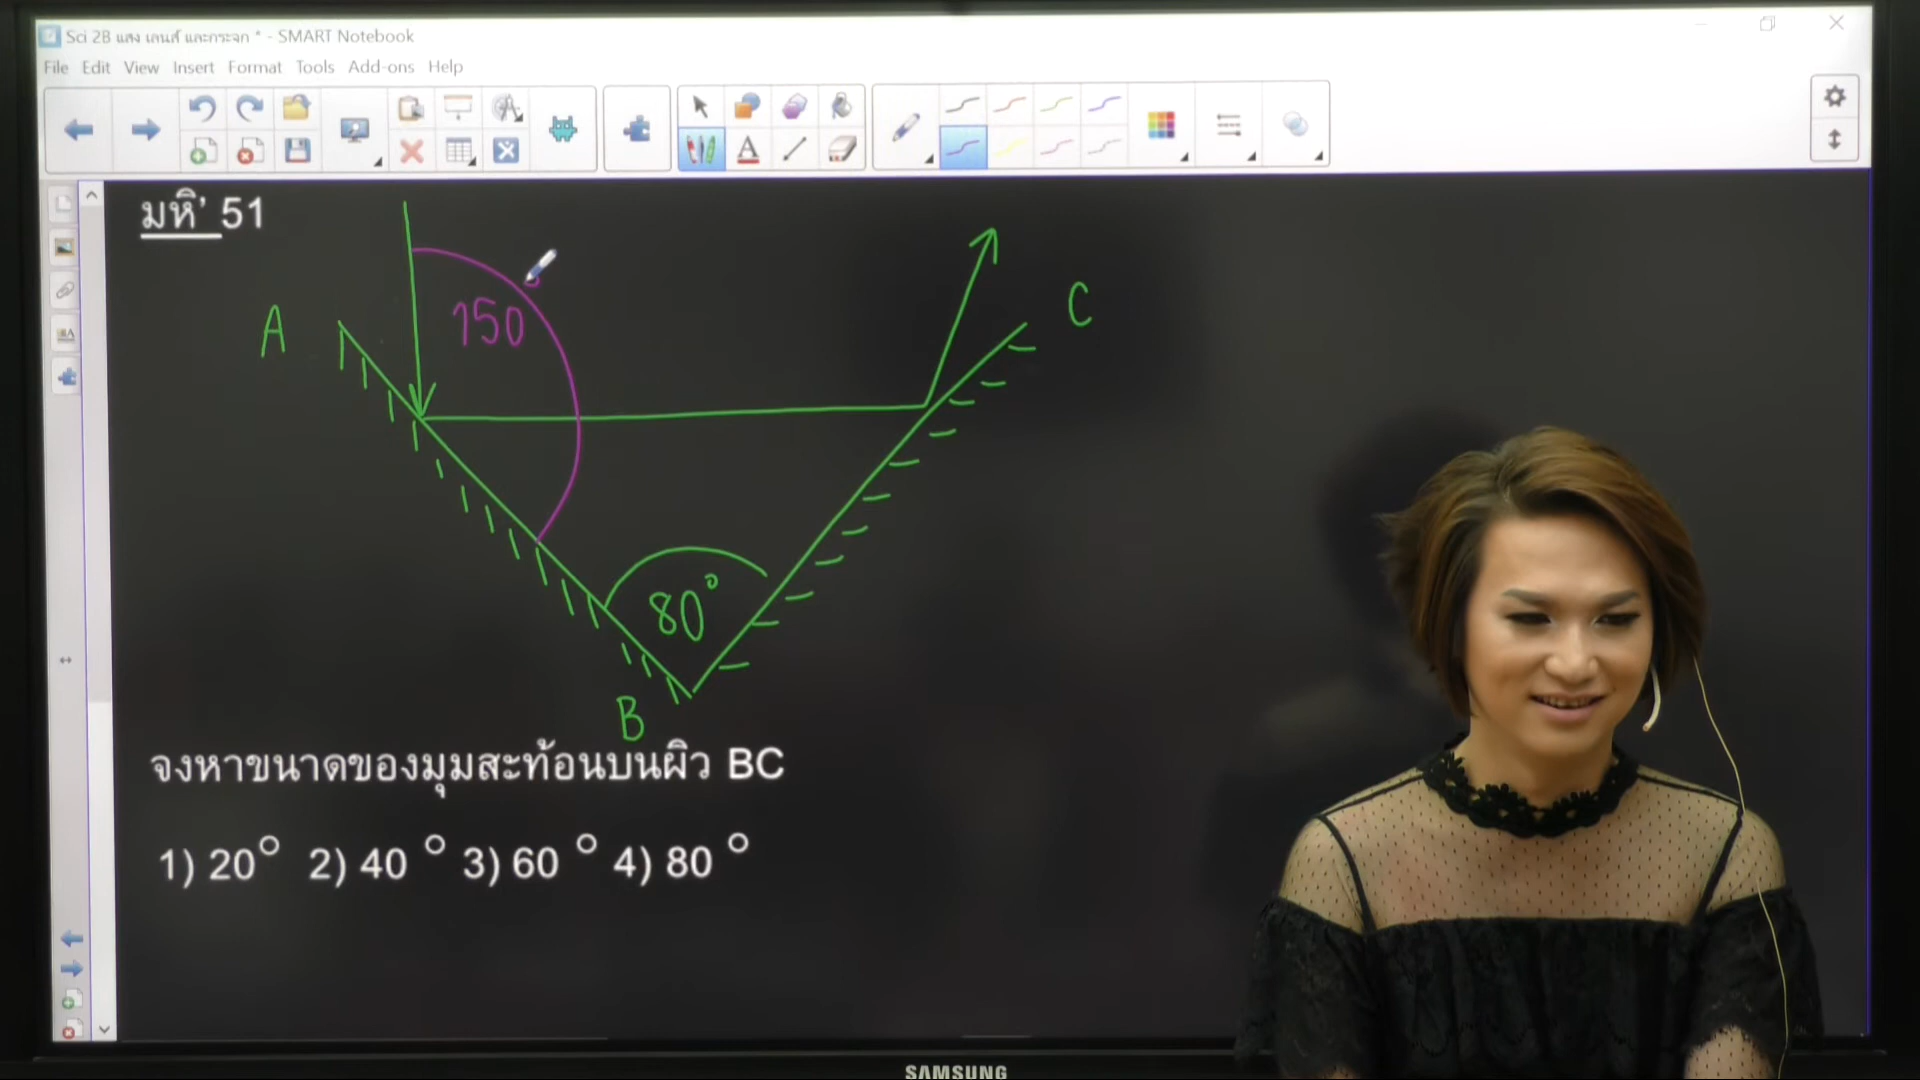 Sci 2B แสง เลนส์ และกระจก * - SMART Notebook
File Edit View Insert Format Tools Add-ons Help
มหิ' 51
150
A
C
80°
B
จงหาขนาดของมุมสะท้อนบนผิว BC
1) 20° 2) 40° 3) 60° 4) 80°
SAMSUNG